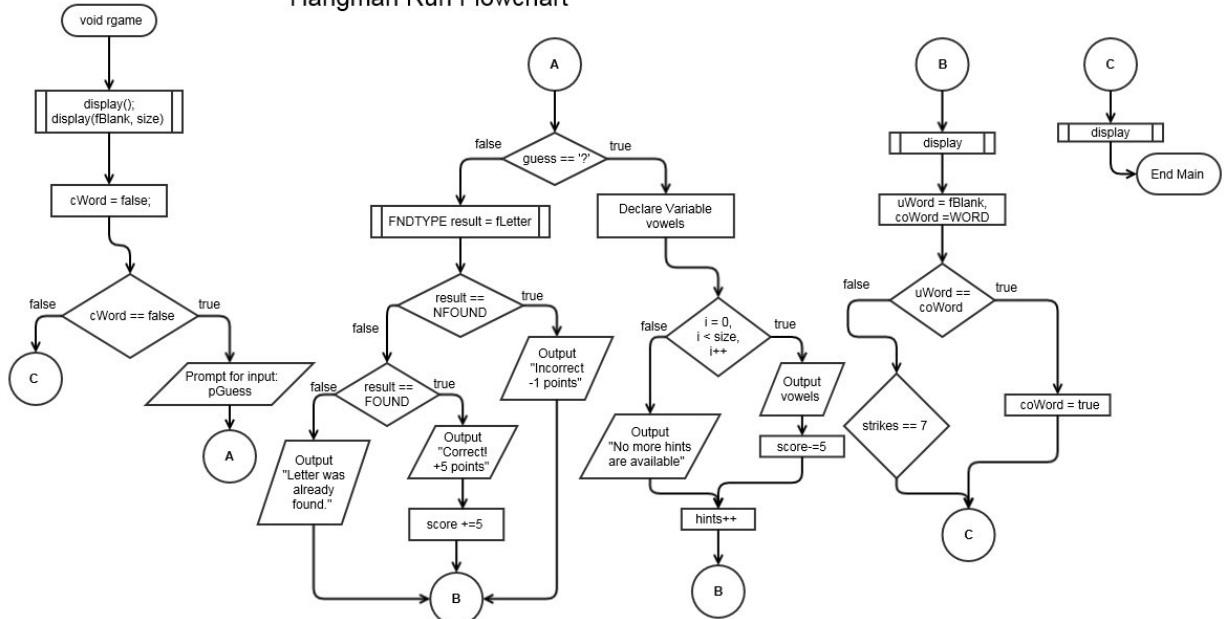 Hangman Run Flowchart
void rgame
display();
display(fBlank, size)
cWord = false;
cWord == false
false
true
C
Prompt for input:
pGuess
A
A
guess == '?'
false
true
FNDTYPE result = fLetter
Declare Variable
vowels
result ==
NFOUND
false
true
result ==
FOUND
false
true
Output
"Incorrect
-1 points"
Output
"Letter was
already
found."
Output
"Correct!
+5 points"
score +=5
B
i = 0,
i < size,
i++
false
true
Output
vowels
score-=5
Output
"No more hints
are available"
hints++
B
B
display
uWord = fBlank,
coWord =WORD
uWord ==
coWord
false
true
strikes == 7
coWord = true
C
C
display
End Main